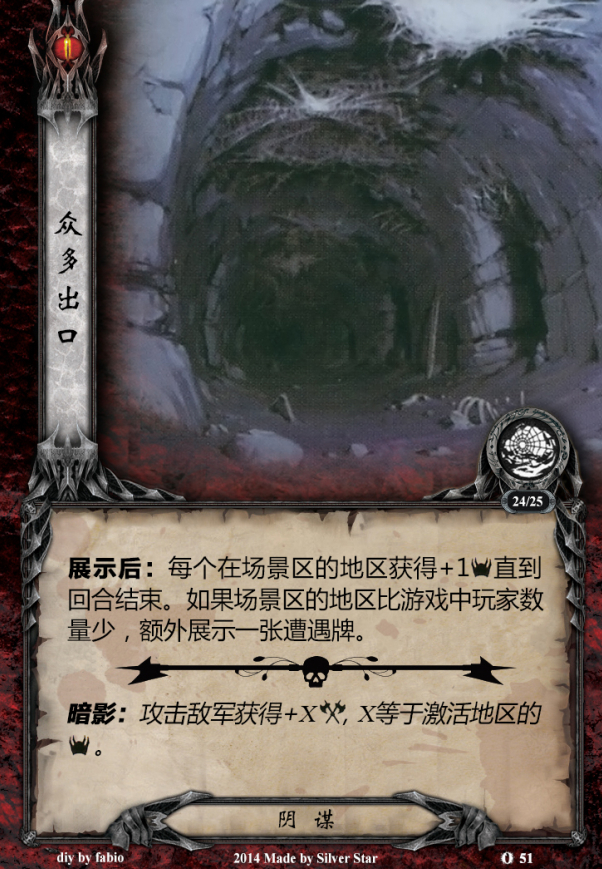 众多出口
24/25
展示后：每个在场景区的地区获得+1直到
回合结束。如果场景区的地区比游戏中玩家数
量少，额外展示一张遭遇牌。
暗影：攻击敌军获得+X，X等于激活地区的
。
阴谋
diy by fabio
2014 Made by Silver Star
51